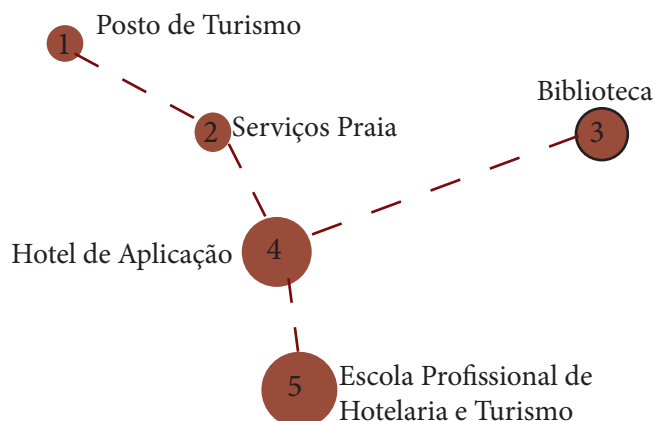 1
Posto de Turismo
Biblioteca
2
Serviços Praia
3
Hotel de Aplicação
4
5
Escola Profissional de
Hotelaria e Turismo